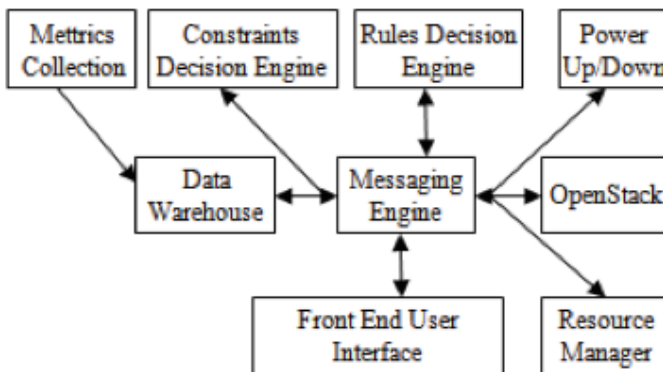 Mettrics
Collection
Constraints
Decision Engine
Rules Decision
Engine
Power
Up/Down
Data
Warehouse
Messaging
Engine
OpenStack
Front End User
Interface
Resource
Manager